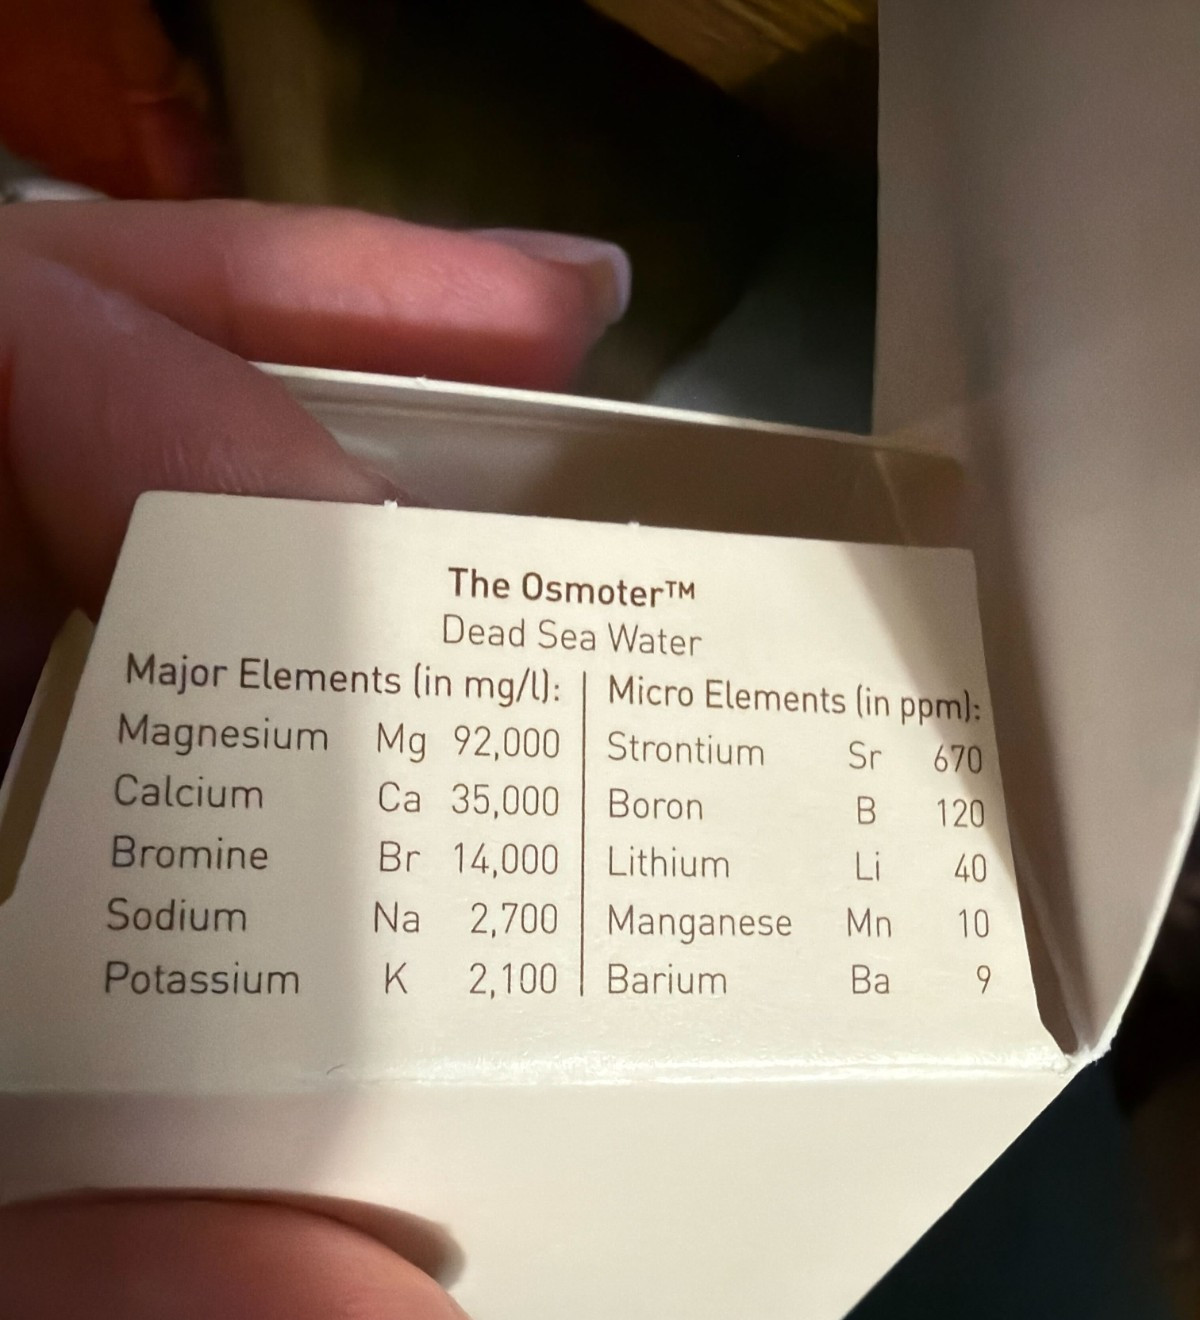 The Osmoter™
Dead Sea Water
Major Elements (in mg/l):
Magnesium Mg 92,000
Calcium Ca 35,000
Bromine Br 14,000
Sodium Na 2,700
Potassium K 2,100
Micro Elements (in ppm):
Strontium Sr 670
Boron B 120
Lithium Li 40
Manganese Mn 10
Barium Ba 9